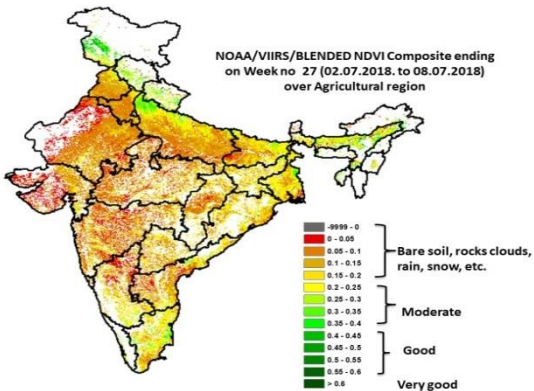 NOAA/VIIRS/BLENDED NDVI Composite ending
on Week no 27 (02.07.2018. to 08.07.2018)
over Agricultural region
-9999 - 0
0 - 0.05
0.05 - 0.1
0.1 - 0.15
0.15 - 0.2
0.2 - 0.25
0.25 - 0.3
0.3 - 0.35
0.35 - 0.4
0.4 - 0.45
0.45 - 0.5
0.5 - 0.55
0.55 - 0.6
> 0.6
Bare soil, rocks clouds,
rain, snow, etc.
Moderate
Good
Very good